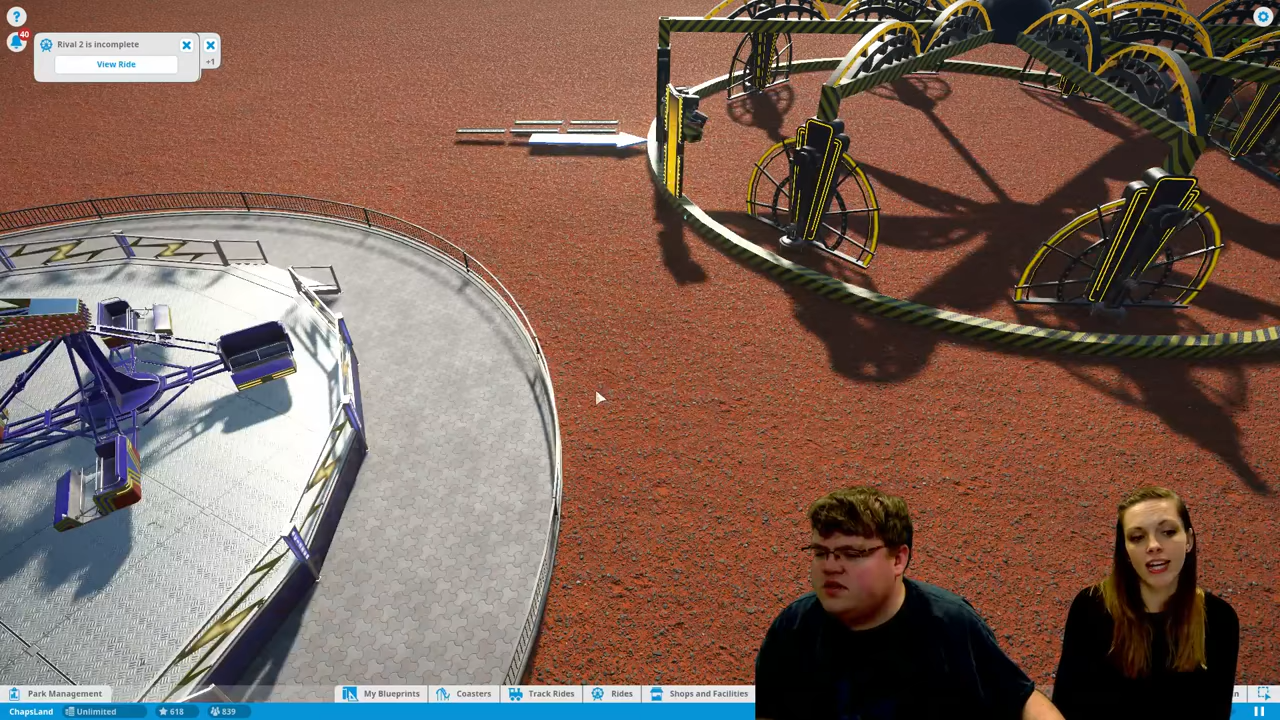 ?
40
Rival 2 is incomplete
View Ride
+1
Park Management
My Blueprints
Coasters
Track Rides
Rides
Shops and Facilities
ChapsLand
Unlimited
618
839